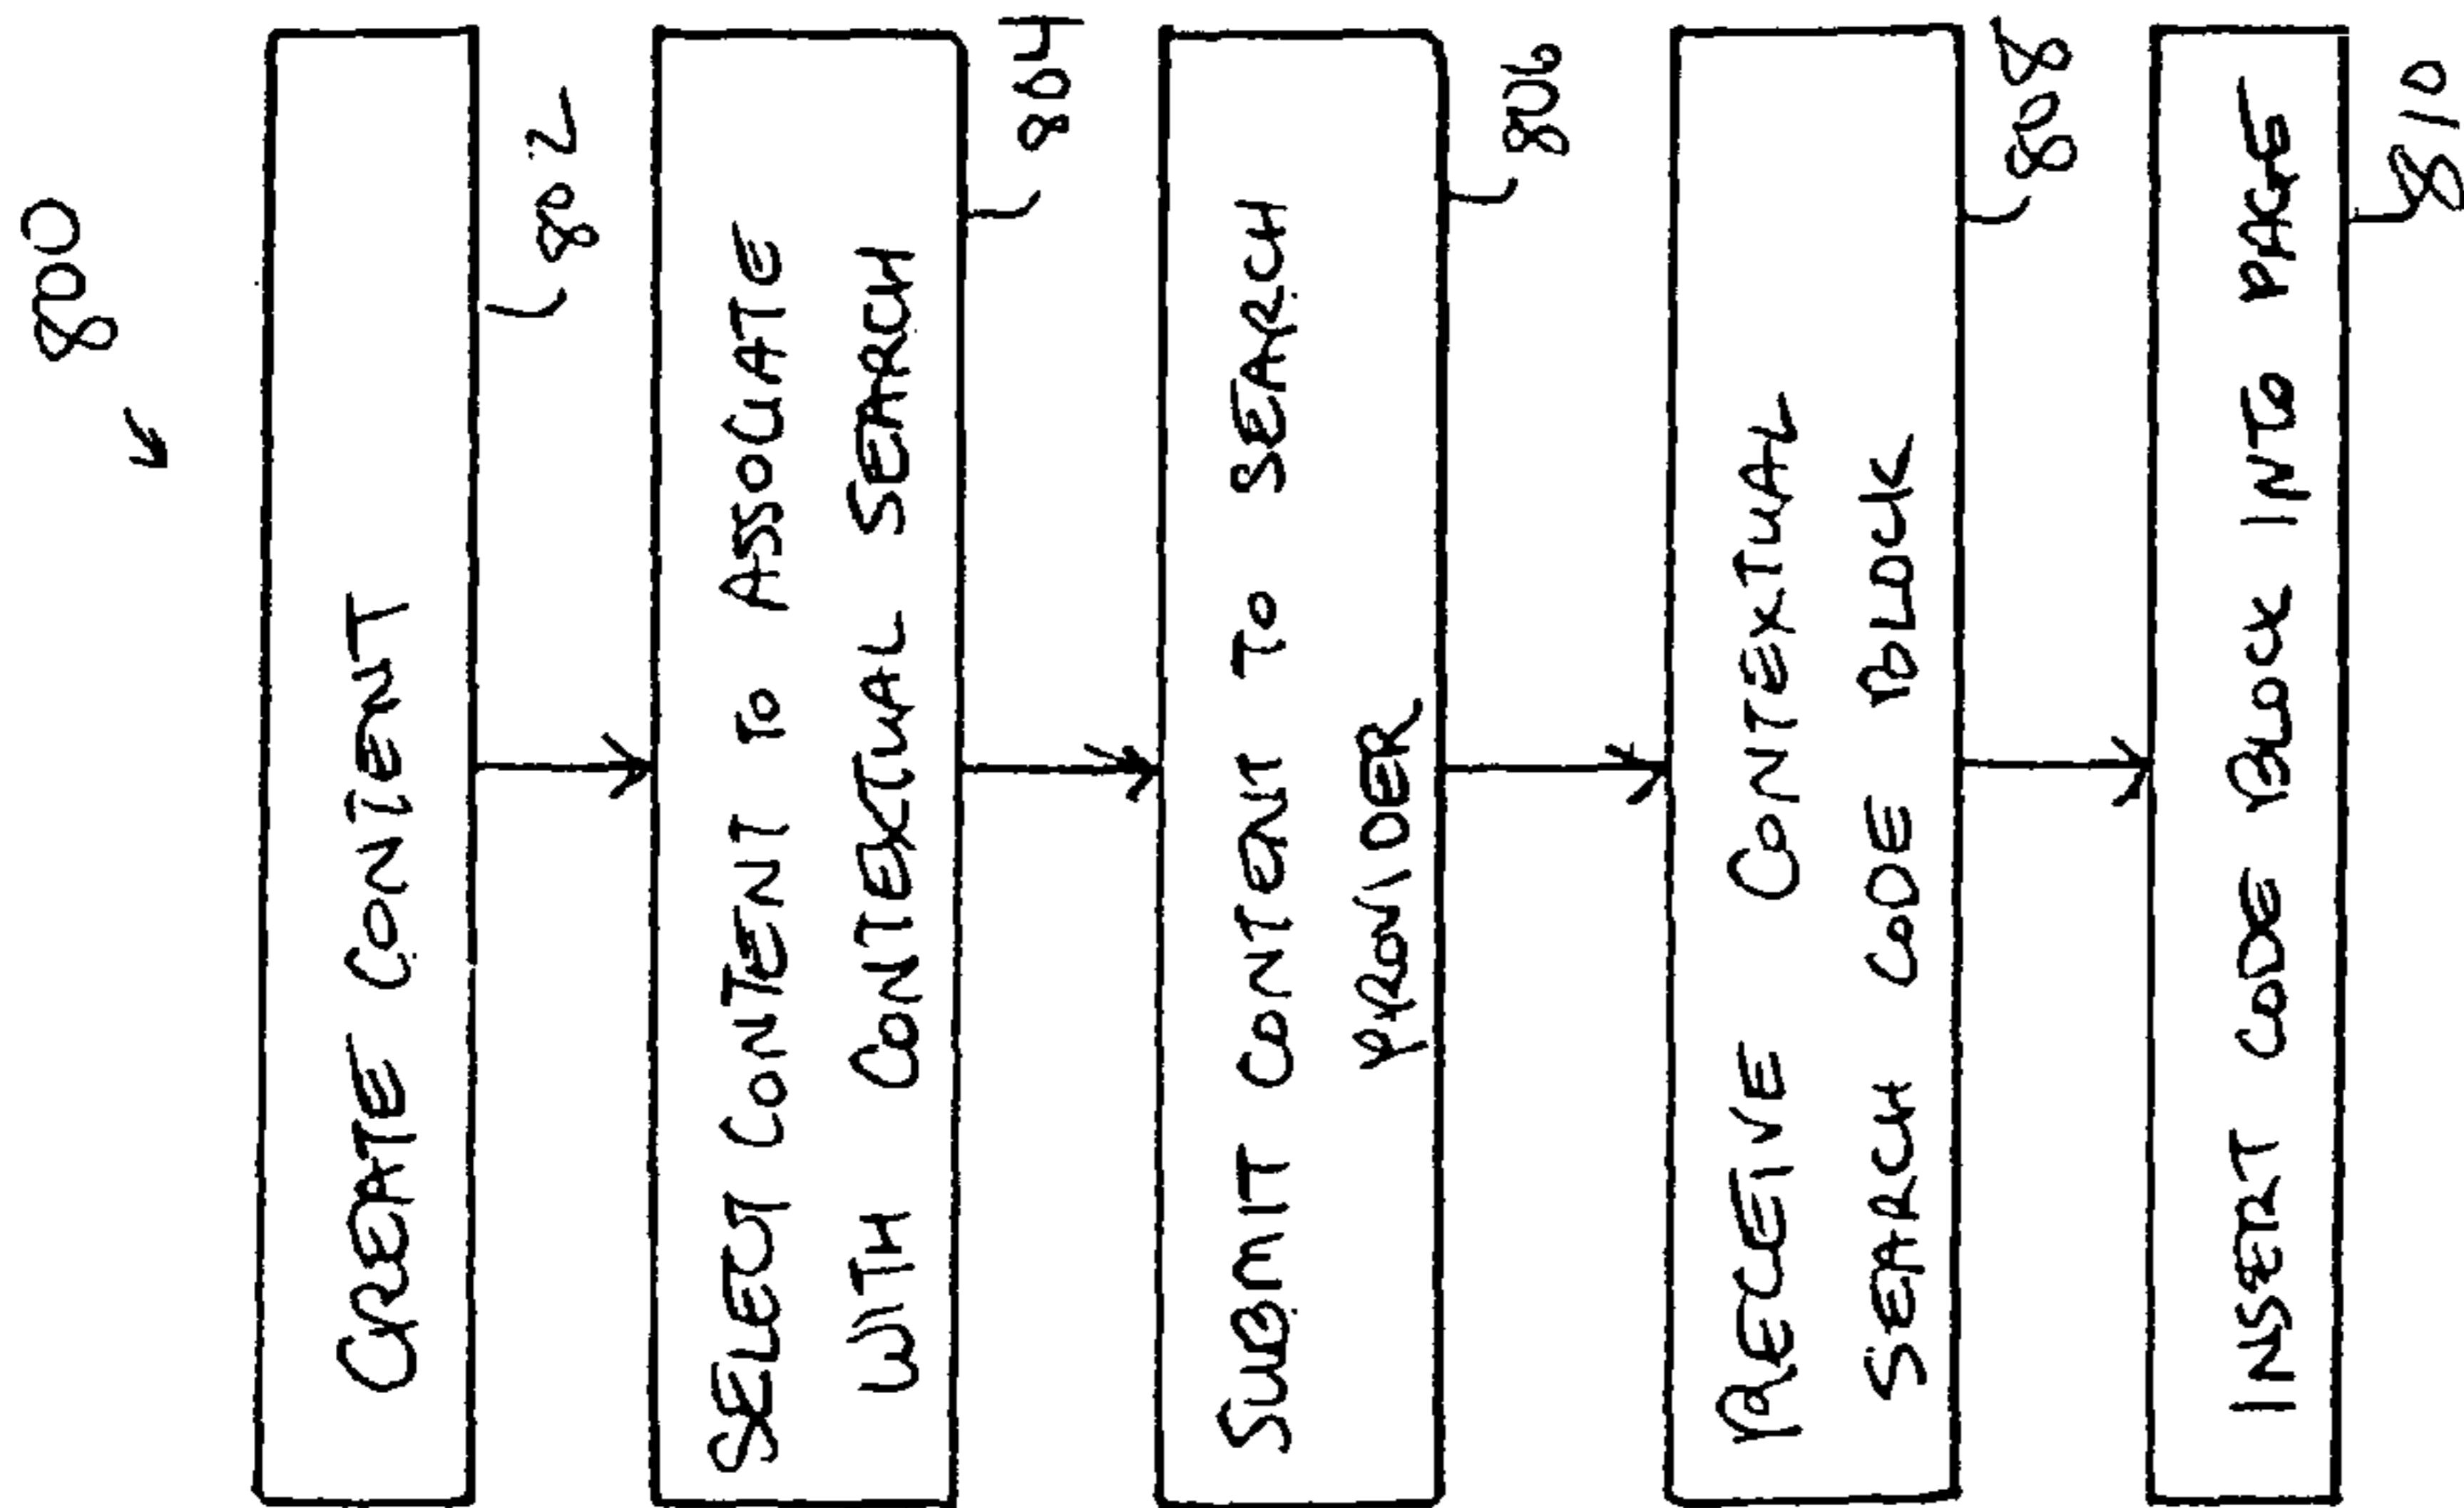 800
CREATE CONTENT
802
SELECT CONTENT TO ASSOCIATE
WITH CONTEXTUAL SEARCH
804
SUBMIT CONTENT TO SEARCH
PROVIDER
806
RECEIVE CONTEXTUAL
SEARCH CODE BLOCK
808
INSERT CODE BLOCK INTO PAGE
810